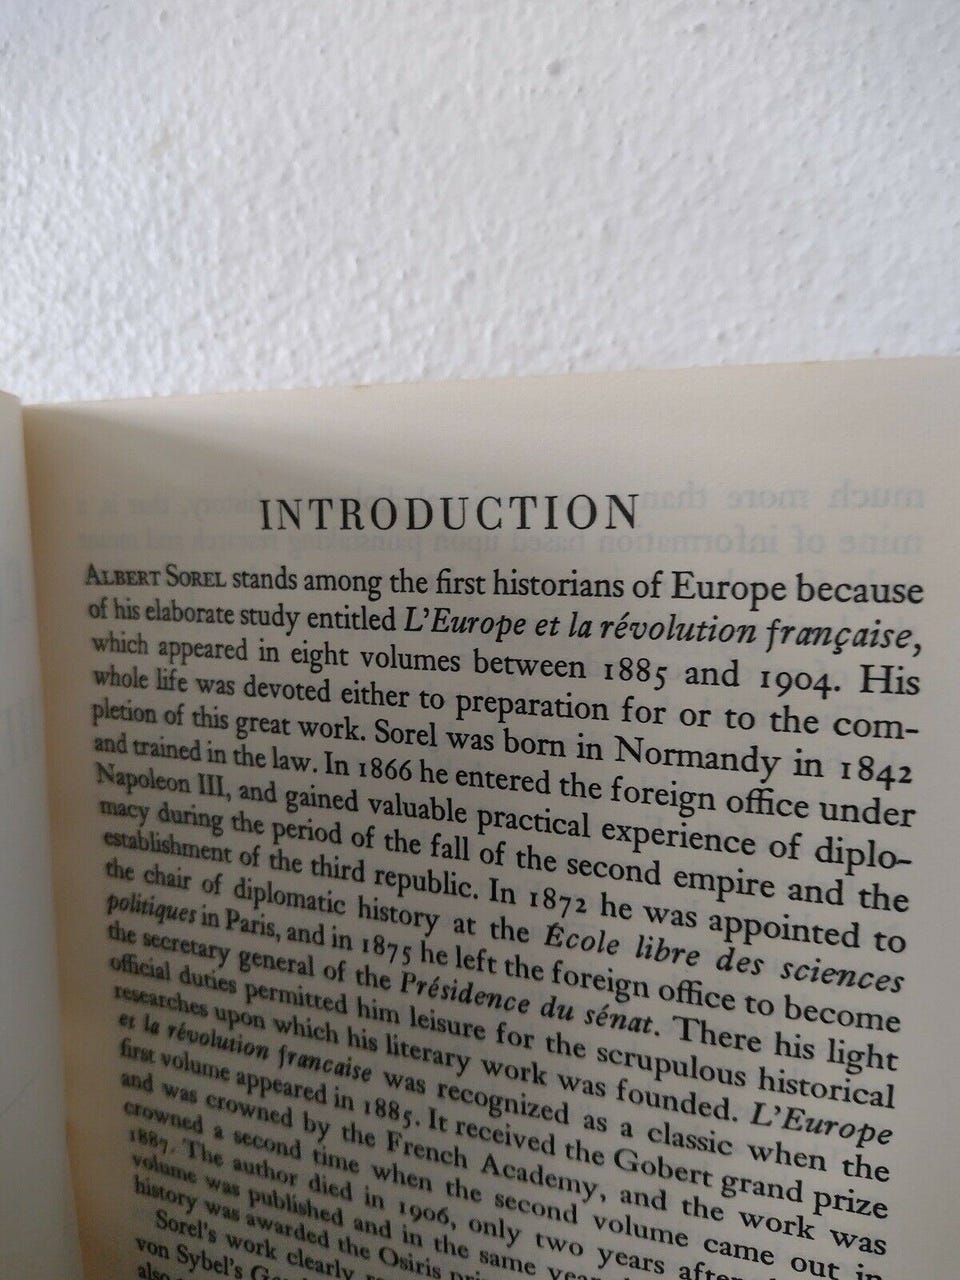 INTRODUCTION
ALBERT SOREL stands among the first historians of Europe because
of his elaborate study entitled L'Europe et la révolution française,
which appeared in eight volumes between 1885 and 1904. His
whole life was devoted either to preparation for or to the com-
pletion of this great work. Sorel was born in Normandy in 1842
and trained in the law. In 1866 he entered the foreign office under
Napoleon III, and gained valuable practical experience of diplo-
macy during the period of the fall of the second empire and the
establishment of the third republic. In 1872 he was appointed to
the chair of diplomatic history at the École libre des sciences
politiques in Paris, and in 1875 he left the foreign office to become
the secretary general of the Présidence du sénat. There his light
official duties permitted him leisure for the scrupulous historical
researches upon which his literary work was founded. L'Europe
et la révolution francaise was recognized as a classic when the
first volume appeared in 1885. It received the Gobert grand prize
and was crowned by the French Academy, and the work was
crowned a second time when the second volume came out in
1887. The author died in 1906, only two years after
volume was published and in the same year
history was awarded the Osiris
Sorel's work clearly
von Sybel's
also